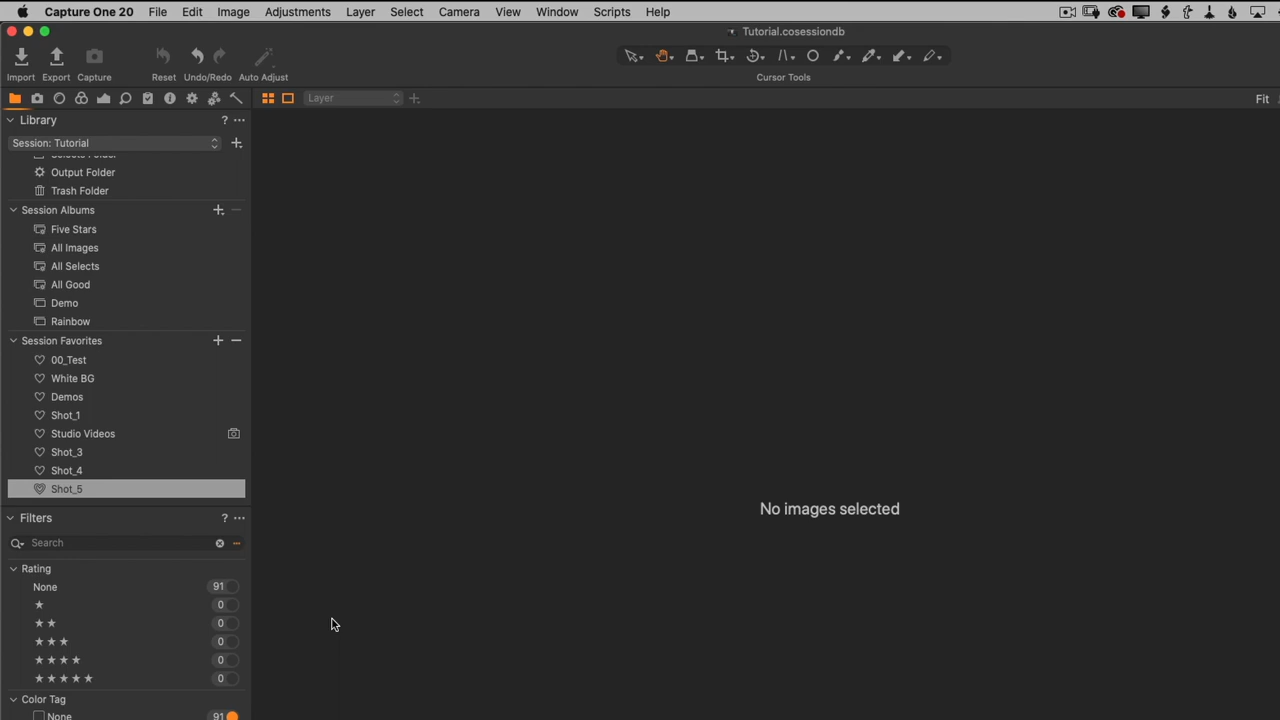 Capture One 20 File Edit Image Adjustments Layer Select Camera View Window Scripts Help
Tutorial.cosessiondb
Import Export Capture Reset Undo/Redo Auto Adjust Cursor Tools
Layer Fit
Library ?
Session: Tutorial
Selects Folder
Output Folder
Trash Folder
Session Albums
Five Stars
All Images
All Selects
All Good
Demo
Rainbow
Session Favorites
00_Test
White BG
Demos
Shot_1
Studio Videos
Shot_3
Shot_4
Shot_5
No images selected
Filters ?
Search
Rating
None 91
0
0
0
0
0
Color Tag
None 91